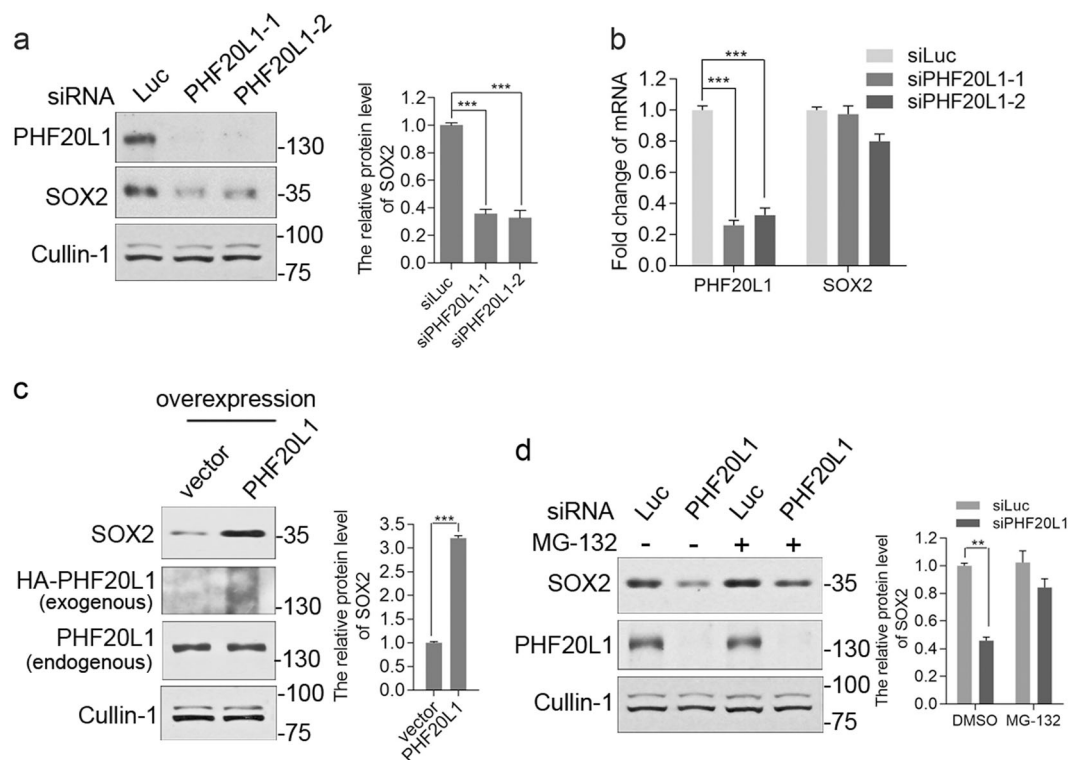 a
siRNA Luc PHF20L1-1 PHF20L1-2
PHF20L1 -130
SOX2 -35
Cullin-1 -100
-75
The relative protein level
of SOX2
1.2
1.0
0.8
0.6
0.4
0.2
0.0
***
***
siLuc
siPHF20L1-1
siPHF20L1-2
b
siLuc
siPHF20L1-1
siPHF20L1-2
Fold change of mRNA
1.2
1.0
0.8
0.6
0.4
0.2
0.0
***
***
PHF20L1 SOX2
c
overexpression
vector PHF20L1
SOX2 -35
HA-PHF20L1
(exogenous) -130
PHF20L1
(endogenous) -130
Cullin-1 -100
-75
The relative protein level
of SOX2
3.5
3.0
2.5
2.0
1.5
1.0
0.5
0.0
***
vector
PHF20L1
d
siRNA Luc PHF20L1 Luc PHF20L1
MG-132 - - + +
SOX2 -35
PHF20L1 -130
Cullin-1 -100
-75
siLuc
siPHF20L1
The relative protein level
of SOX2
1.2
1.0
0.8
0.6
0.4
0.2
0.0
**
DMSO MG-132